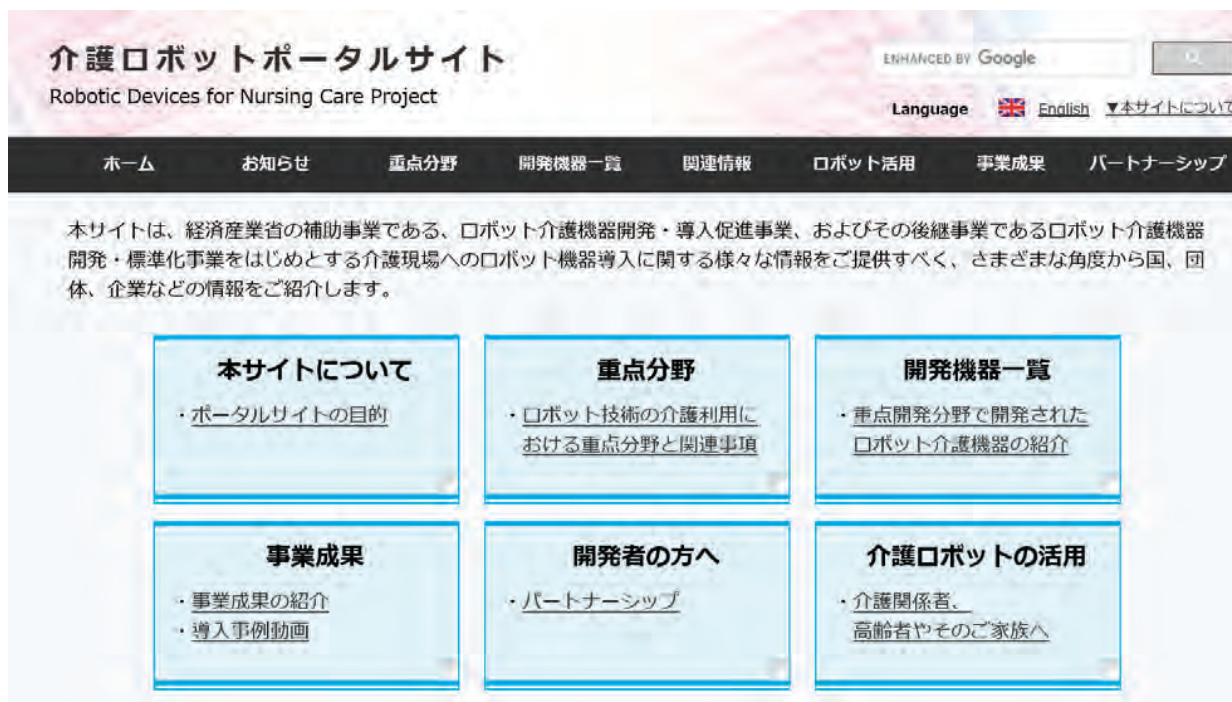 介護ロボットポータルサイト
Robotic Devices for Nursing Care Project
ENHANCED BY Google
Language English ▼本サイトについて
ホーム お知らせ 重点分野 開発機器一覧 関連情報 ロボット活用 事業成果 パートナーシップ
本サイトは、経済産業省の補助事業である、ロボット介護機器開発・導入促進事業、およびその後継事業であるロボット介護機器
開発・標準化事業をはじめとする介護現場へのロボット機器導入に関する様々な情報をご提供すべく、さまざまな角度から国、団
体、企業などの情報をご紹介します。
本サイトについて
・ポータルサイトの目的
重点分野
・ロボット技術の介護利用に
おける重点分野と関連事項
開発機器一覧
・重点開発分野で開発された
ロボット介護機器の紹介
事業成果
・事業成果の紹介
・導入事例動画
開発者の方へ
・パートナーシップ
介護ロボットの活用
・介護関係者、
高齢者やそのご家族へ